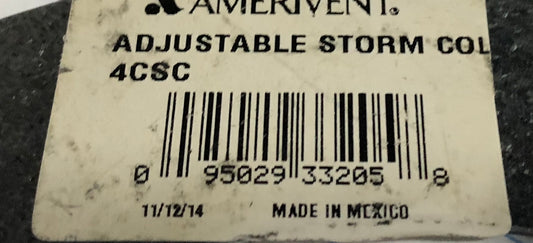 AMERIVENT®
ADJUSTABLE STORM COL
4CSC
0 95029 33205 8
11/12/14 MADE IN MEXICO